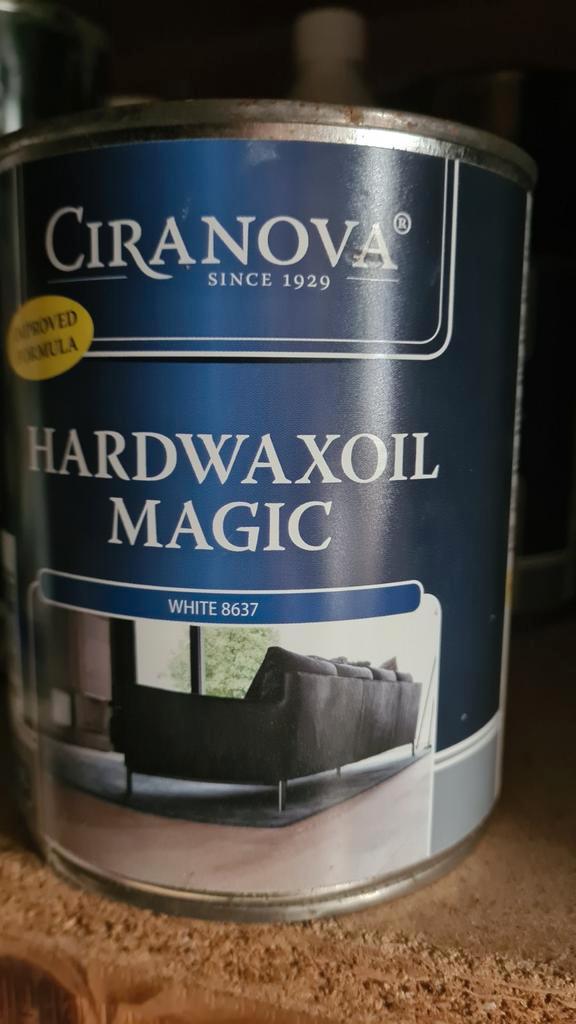 CIRANOVA®
SINCE 1929
IMPROVED
FORMULA
HARDWAXOIL
MAGIC
WHITE 8637